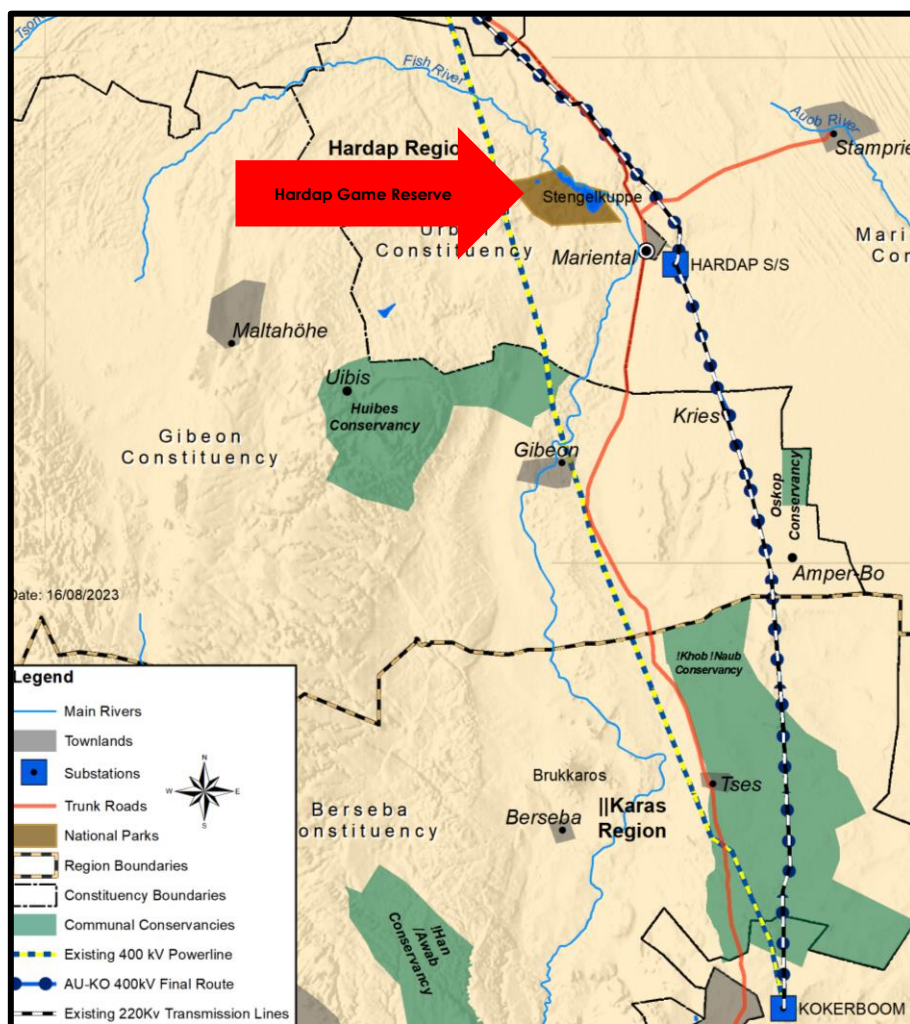 Tsond
Fish River
Auob River
Stamprie
Hardap Regio
Hardap Game Reserve
Stengelkuppe
Urban
Constituency
Mari
Con
Mariental
HARDAP S/S
Maltahöhe
Uibis
Huibes
Conservancy
Kries
Gibeon
Constituency
Gibeon
Oskop
Conservancy
Amper-Bo
Date: 16/08/2023
!Khob !Naub
Conservancy
Legend
Main Rivers
Townlands
Substations
Trunk Roads
National Parks
Region Boundaries
Constituency Boundaries
Communal Conservancies
Existing 400 kV Powerline
AU-KO 400kV Final Route
Existing 220Kv Transmission Lines
N
W
E
S
Brukkaros
Tses
Berseba
||Karas
Region
Berseba
Constituency
!Han
/Awab
Conservancy
KOKERBOOM